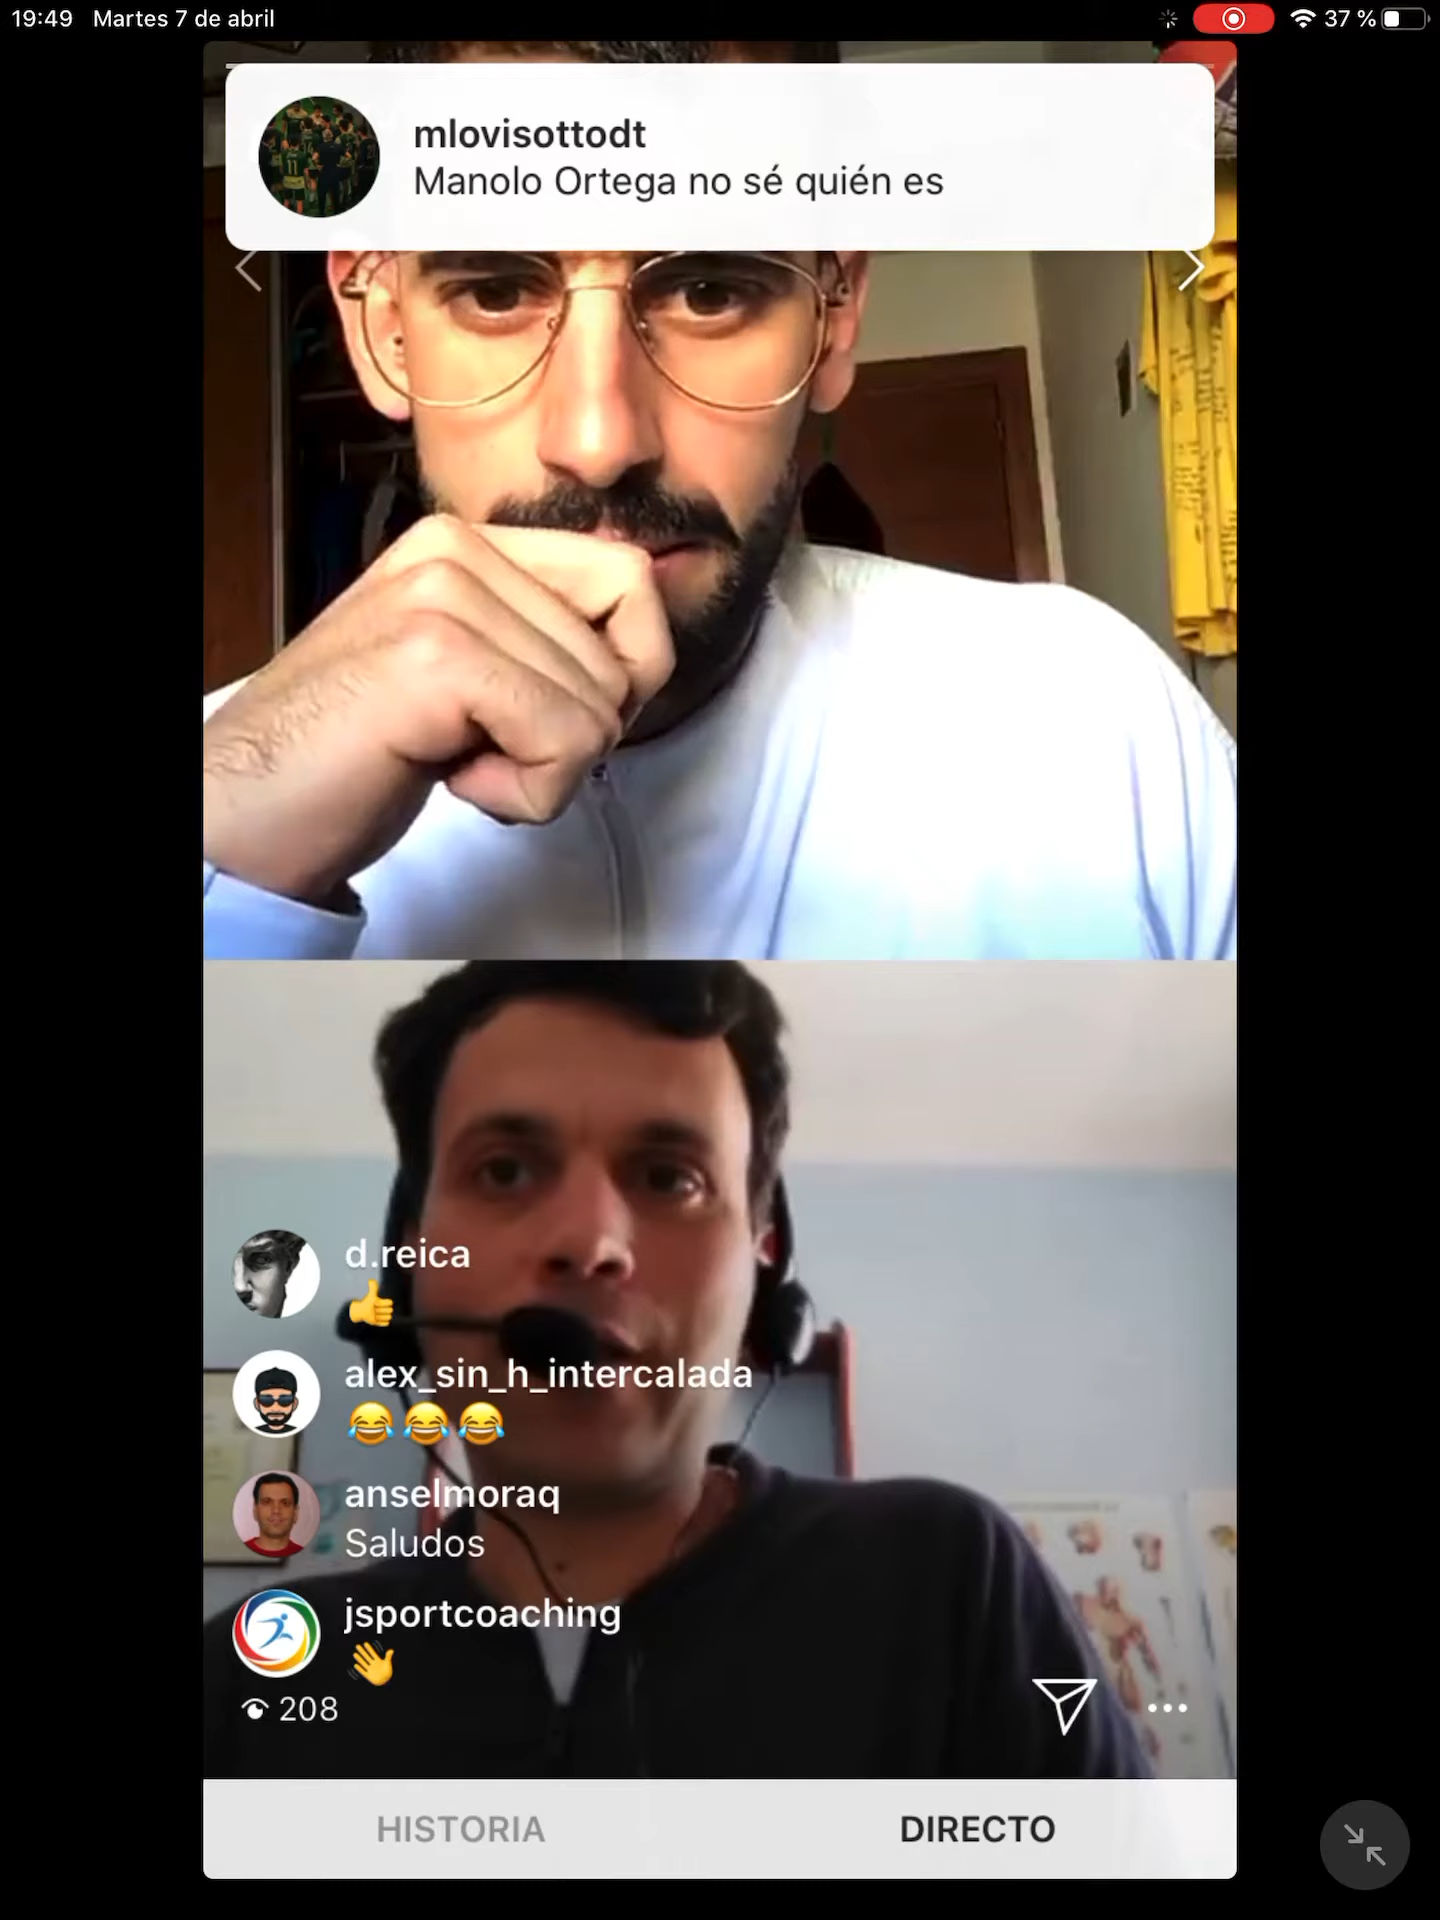 19:49 Martes 7 de abril
37 %
mlovisottodt
Manolo Ortega no sé quién es
d.reica
👍
alex_sin_h_intercalada
😂😂😂
anselmoraq
Saludos
jsportcoaching
👋
208
HISTORIA
DIRECTO